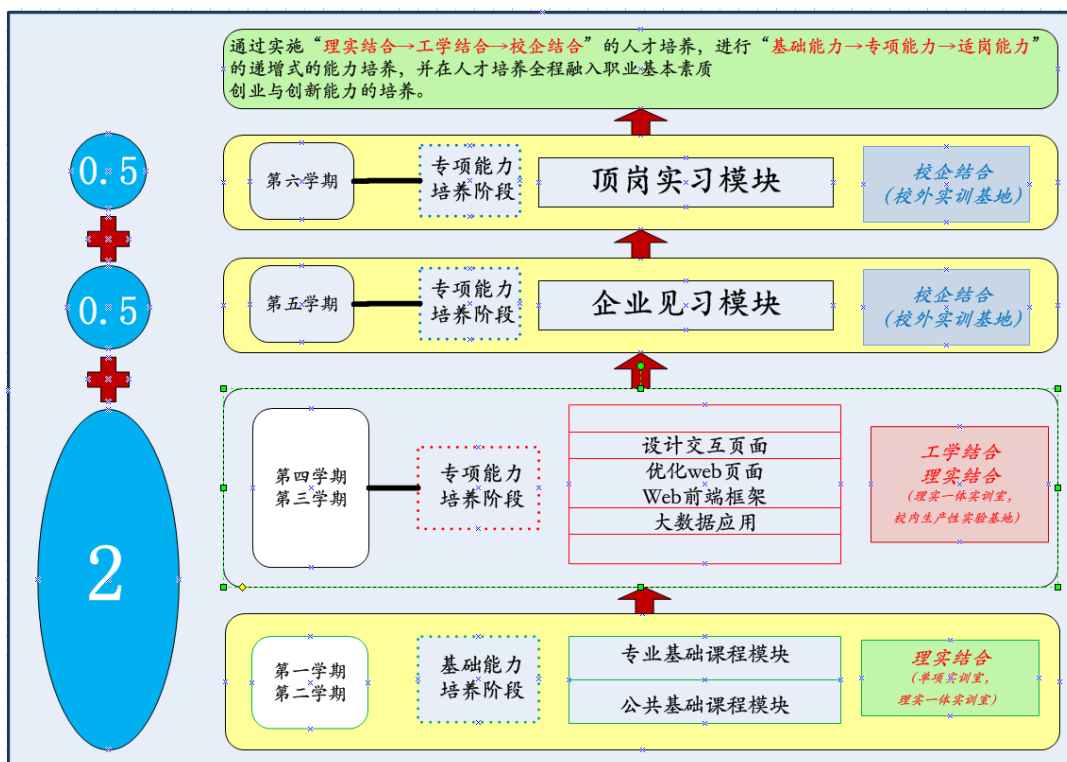 通过实施“理实结合→工学结合→校企结合”的人才培养，进行“基础能力→专项能力→适岗能力”
的递增式的能力培养，并在人才培养全程融入职业基本素质
创业与创新能力的培养。
0.5
第六学期
专项能力
培养阶段
顶岗实习模块
校企结合
（校外实训基地）
0.5
第五学期
专项能力
培养阶段
企业见习模块
校企结合
（校外实训基地）
2
第四学期
第三学期
专项能力
培养阶段
设计交互页面
优化web页面
Web前端框架
大数据应用
工学结合
理实结合
（理实一体实训室，
校内生产性实验基地）
第一学期
第二学期
基础能力
培养阶段
专业基础课程模块
公共基础课程模块
理实结合
（单项实训室，
理实一体实训室）